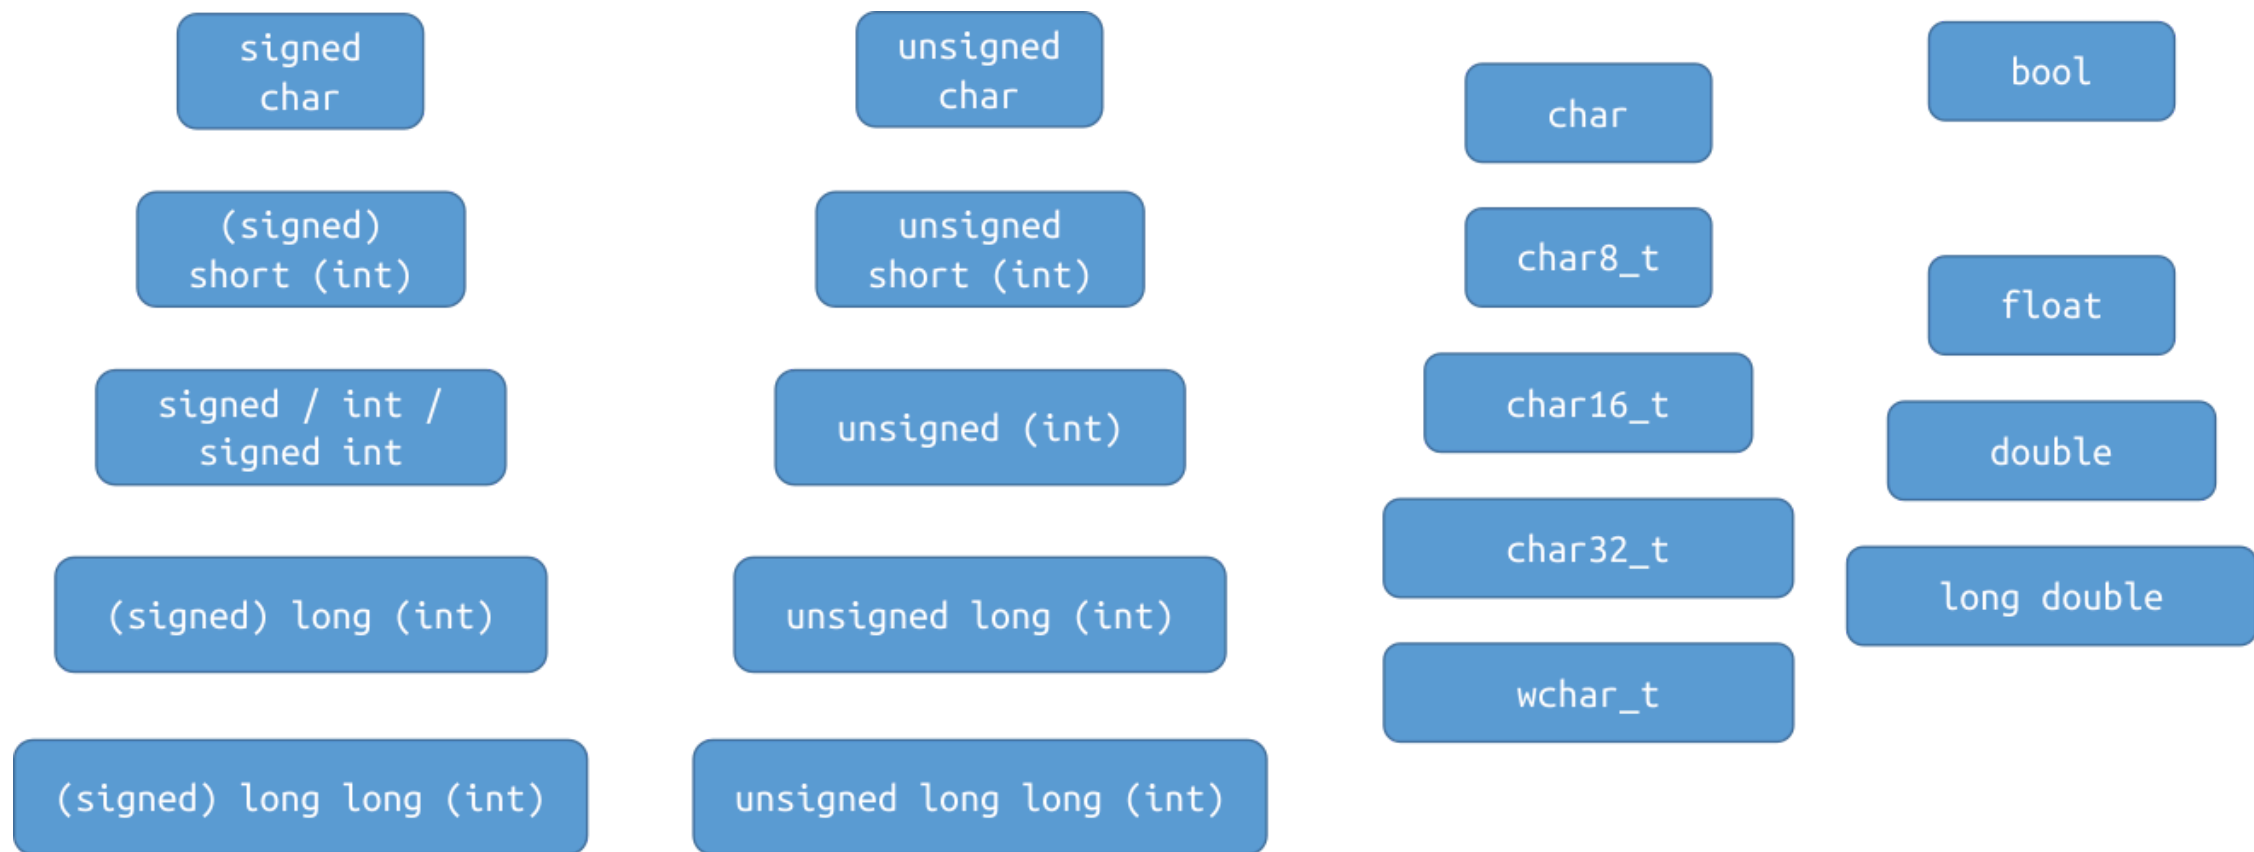 signed
char
(signed)
short (int)
signed / int /
signed int
(signed) long (int)
(signed) long long (int)
unsigned
char
unsigned
short (int)
unsigned (int)
unsigned long (int)
unsigned long long (int)
char
char8_t
char16_t
char32_t
wchar_t
bool
float
double
long double